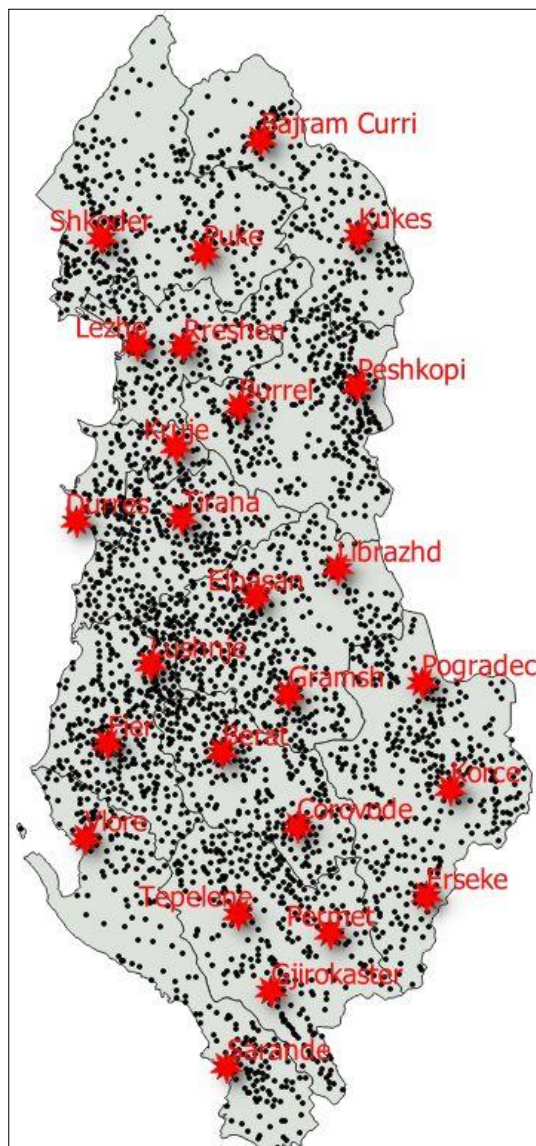 Bajram Curri
Shkoder
Puke
Kukes
Lezhe
Rreshen
Peshkopi
Burrel
Kruje
Durres
Tirana
Librazhd
Elbasan
Lushnje
Gramsh
Pogradec
Fier
Berat
Korce
Vlore
Corovode
Erseke
Tepelene
Permet
Gjirokaster
Sarande